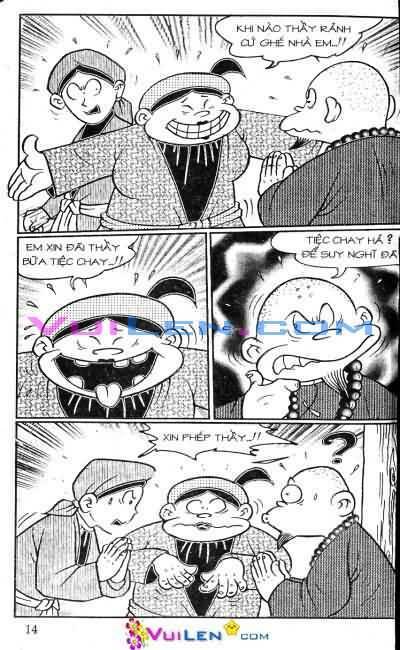 KHI NÀO THẦY RẢNH
CỨ GHÉ NHÀ EM..!!
EM XIN ĐÃI THẦY
BỮA TIỆC CHAY..!!
TIỆC CHAY HẢ?
ĐỂ SUY NGHĨ ĐÃ
VUILEN.COM
XIN PHÉP THẦY..!!
?
14
VUILEN.COM